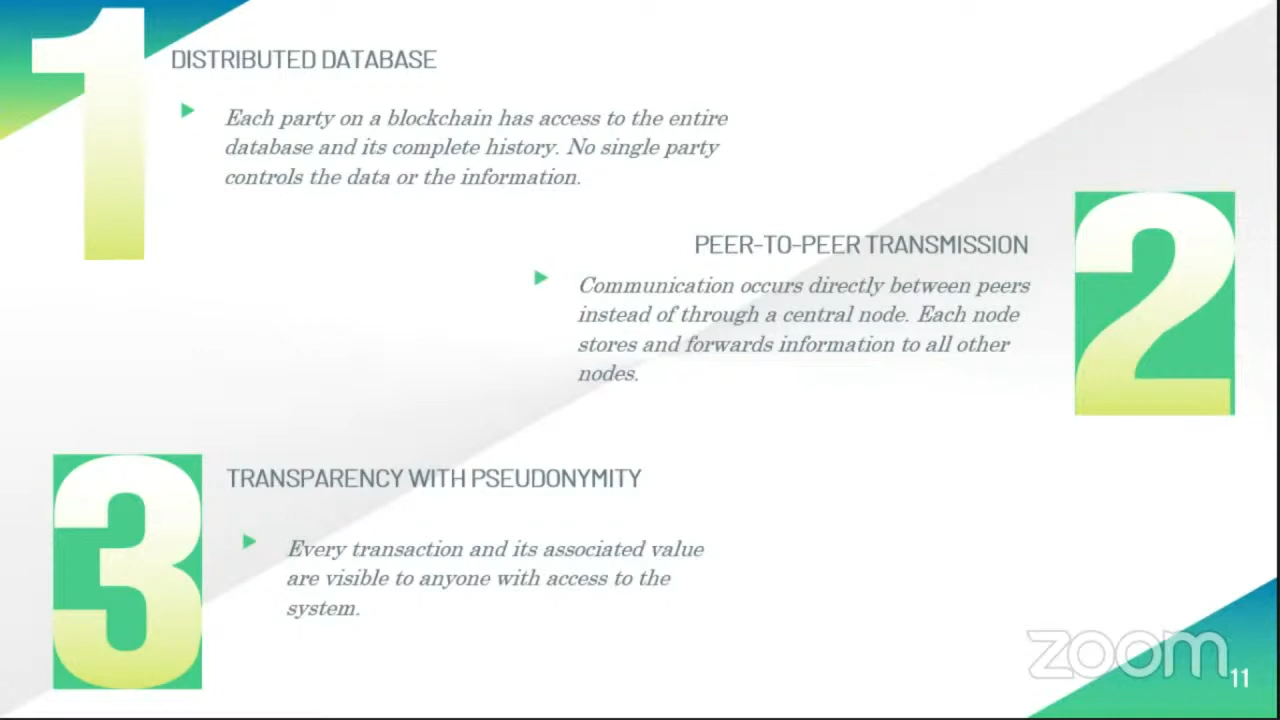 1
DISTRIBUTED DATABASE
Each party on a blockchain has access to the entire
database and its complete history. No single party
controls the data or the information.
2
PEER-TO-PEER TRANSMISSION
Communication occurs directly between peers
instead of through a central node. Each node
stores and forwards information to all other
nodes.
3
TRANSPARENCY WITH PSEUDONYMITY
Every transaction and its associated value
are visible to anyone with access to the
system.
zoom
11